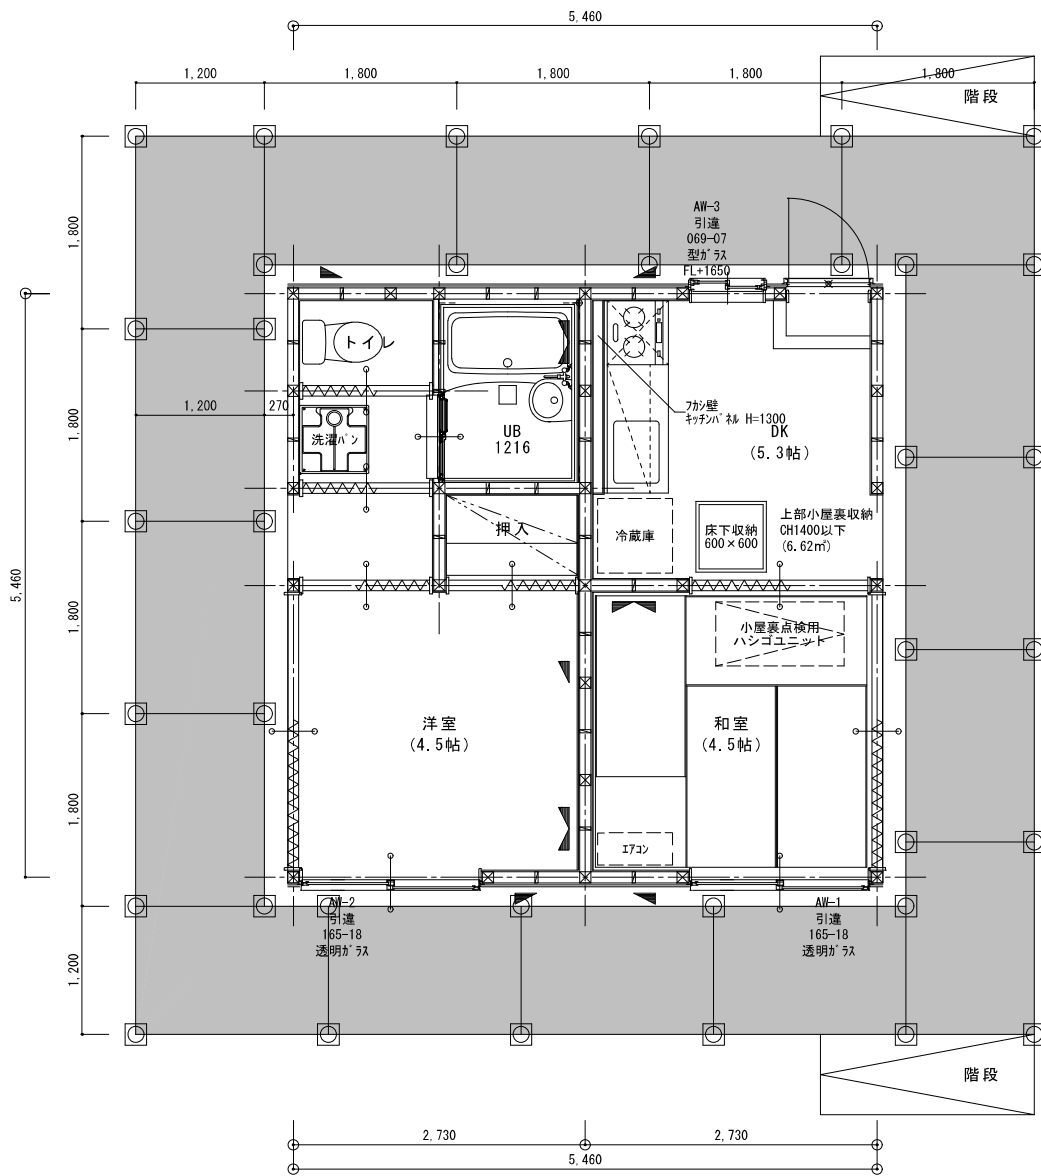 5,460
1,200
1,800
1,800
1,800
1,800
階段
1,800
AW-3
引違
069-07
型ガラス
FL+1650
トイレ
1,800
1,200
270
洗濯パン
UB
1216
フカシ壁
キッチンパネル H=1300
DK
(5.3帖)
押入
冷蔵庫
床下収納
600×600
上部小屋裏収納
CH1400以下
(6.62㎡)
5,460
1,800
小屋裏点検用
ハシゴユニット
洋室
(4.5帖)
和室
(4.5帖)
1,800
エアコン
AW-2
引違
165-18
透明ガラス
AW-1
引違
165-18
透明ガラス
1,200
階段
2,730
2,730
5,460